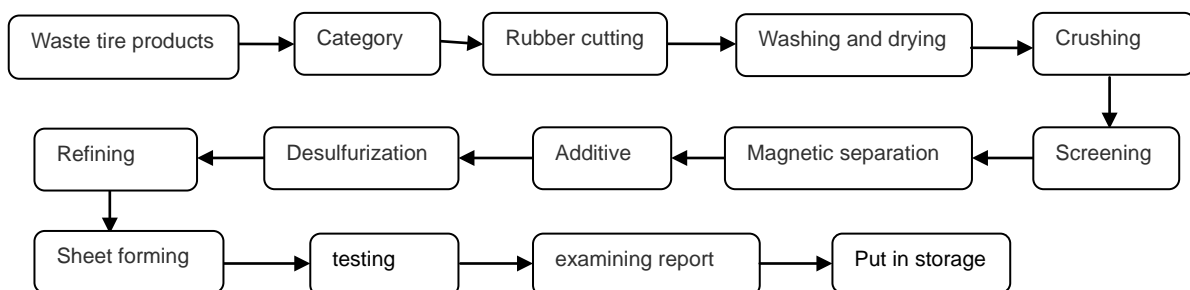 Waste tire products
Category
Rubber cutting
Washing and drying
Crushing
Screening
Magnetic separation
Additive
Desulfurization
Refining
Sheet forming
testing
examining report
Put in storage